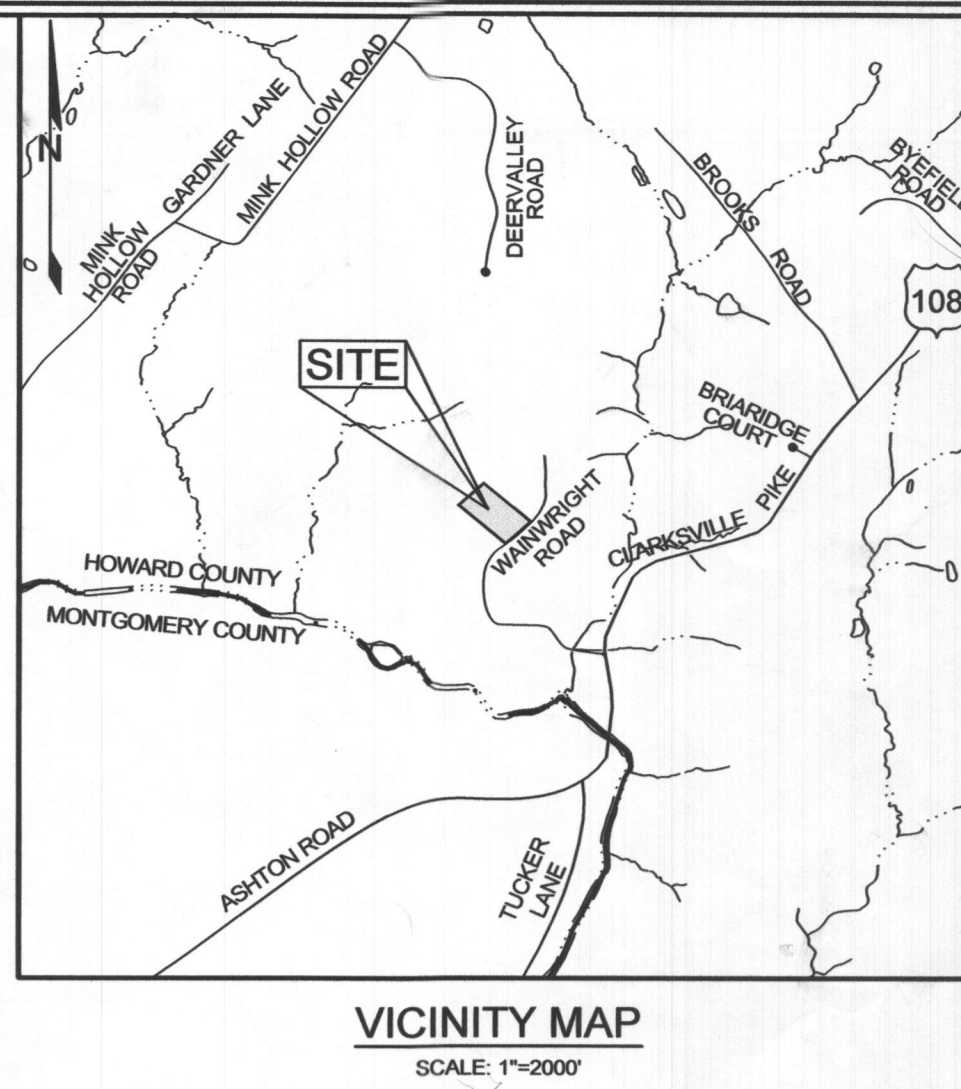 N
MINK
HOLLOW
ROAD
GARDNER LANE
MINK HOLLOW ROAD
DEERVALLEY
ROAD
BROOKS ROAD
BYEFIELD
ROAD
108
SITE
BRIARIDGE
COURT
WAINWRIGHT
ROAD
CLARKSVILLE PIKE
HOWARD COUNTY
MONTGOMERY COUNTY
ASHTON ROAD
TUCKER
LANE
VICINITY MAP
SCALE: 1"=2000'